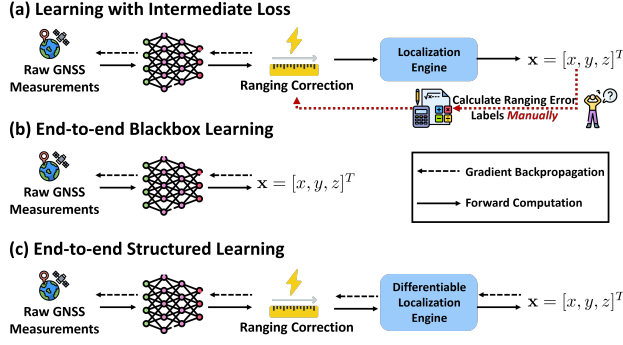 (a) Learning with Intermediate Loss
Raw GNSS
Measurements
Ranging Correction
Localization
Engine
x = [x, y, z]^T
Calculate Ranging Error
Labels Manually
(b) End-to-end Blackbox Learning
Raw GNSS
Measurements
x = [x, y, z]^T
Gradient Backpropagation
Forward Computation
(c) End-to-end Structured Learning
Raw GNSS
Measurements
Ranging Correction
Differentiable
Localization
Engine
x = [x, y, z]^T